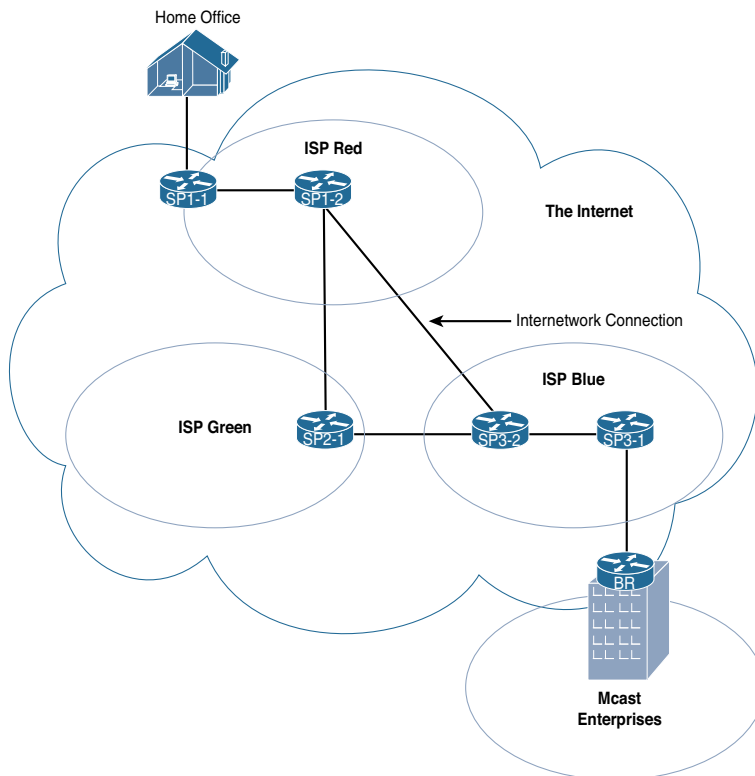 Home Office
ISP Red
SP1-1
SP1-2
The Internet
Internetwork Connection
ISP Blue
ISP Green
SP2-1
SP3-2
SP3-1
BR
Mcast
Enterprises